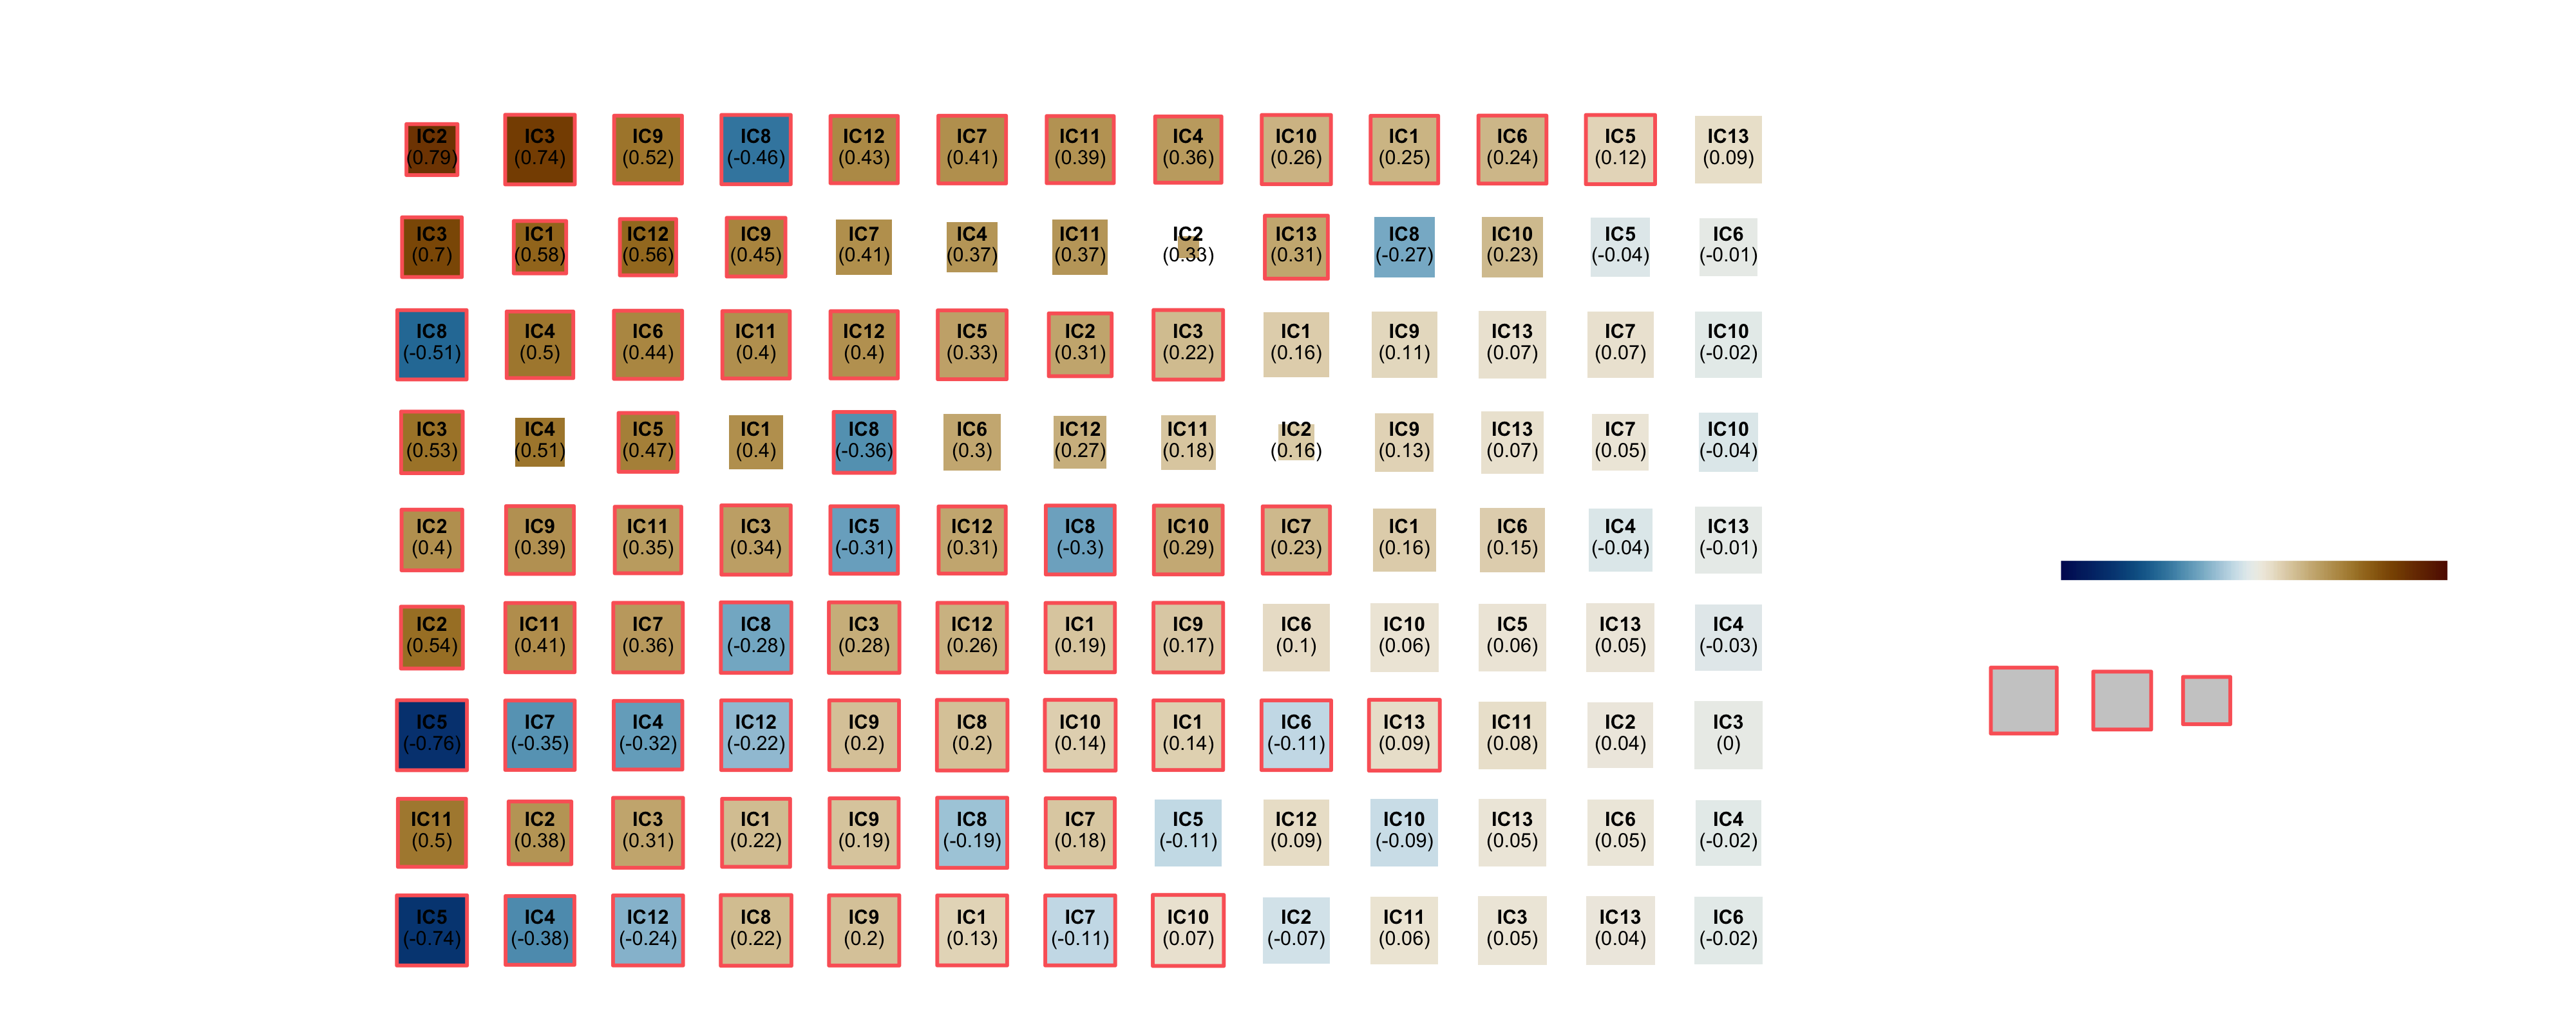 IC2 IC3 IC9 IC8 IC12 IC7 IC11 IC4 IC10 IC1 IC6 IC5 IC13
(0.79) (0.74) (0.52) (-0.46) (0.43) (0.41) (0.39) (0.36) (0.26) (0.25) (0.24) (0.12) (0.09)
IC3 IC1 IC12 IC9 IC7 IC4 IC11 IC2 IC13 IC8 IC10 IC5 IC6
(0.7) (0.58) (0.56) (0.45) (0.41) (0.37) (0.37) (0.33) (0.31) (-0.27) (0.23) (-0.04) (-0.01)
IC8 IC4 IC6 IC11 IC12 IC5 IC2 IC3 IC1 IC9 IC13 IC7 IC10
(-0.51) (0.5) (0.44) (0.4) (0.4) (0.33) (0.31) (0.22) (0.16) (0.11) (0.07) (0.07) (-0.02)
IC3 IC4 IC5 IC1 IC8 IC6 IC12 IC11 IC2 IC9 IC13 IC7 IC10
(0.53) (0.51) (0.47) (0.4) (-0.36) (0.3) (0.27) (0.18) (0.16) (0.13) (0.07) (0.05) (-0.04)
IC2 IC9 IC11 IC3 IC5 IC12 IC8 IC10 IC7 IC1 IC6 IC4 IC13
(0.4) (0.39) (0.35) (0.34) (-0.31) (0.31) (-0.3) (0.29) (0.23) (0.16) (0.15) (-0.04) (-0.01)
IC2 IC11 IC7 IC8 IC3 IC12 IC1 IC9 IC6 IC10 IC5 IC13 IC4
(0.54) (0.41) (0.36) (-0.28) (0.28) (0.26) (0.19) (0.17) (0.1) (0.06) (0.06) (0.05) (-0.03)
IC5 IC7 IC4 IC12 IC9 IC8 IC10 IC1 IC6 IC13 IC11 IC2 IC3
(-0.76) (-0.35) (-0.32) (-0.22) (0.2) (0.2) (0.14) (0.14) (-0.11) (0.09) (0.08) (0.04) (0)
IC11 IC2 IC3 IC1 IC9 IC8 IC7 IC5 IC12 IC10 IC13 IC6 IC4
(0.5) (0.38) (0.31) (0.22) (0.19) (-0.19) (0.18) (-0.11) (0.09) (-0.09) (0.05) (0.05) (-0.02)
IC5 IC4 IC12 IC8 IC9 IC1 IC7 IC10 IC2 IC11 IC3 IC13 IC6
(-0.74) (-0.38) (-0.24) (0.22) (0.2) (0.13) (-0.11) (0.07) (-0.07) (0.06) (0.05) (0.04) (-0.02)